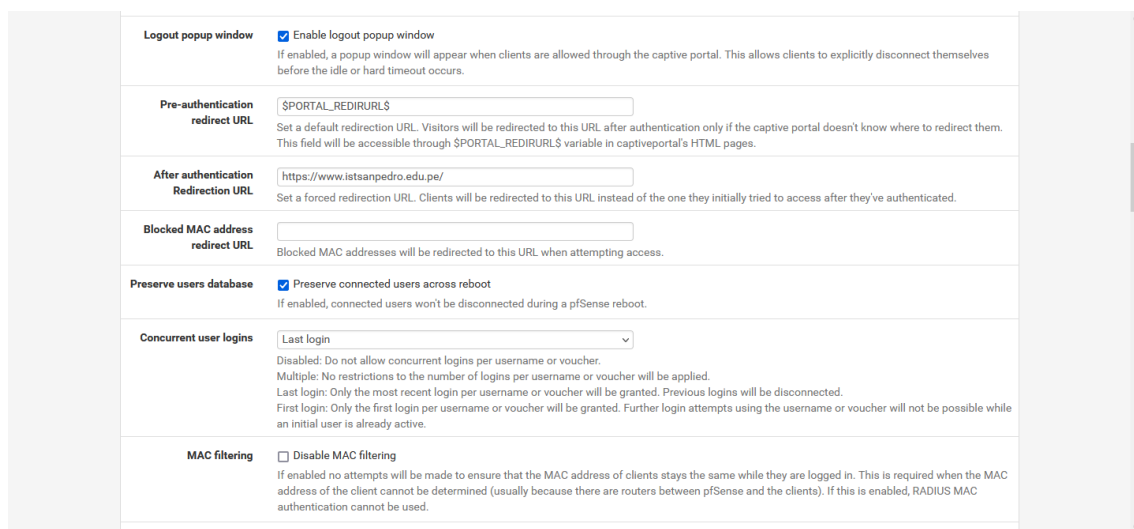 Logout popup window
Enable logout popup window
If enabled, a popup window will appear when clients are allowed through the captive portal. This allows clients to explicitly disconnect themselves
before the idle or hard timeout occurs.
Pre-authentication
redirect URL
$PORTAL_REDIRURL$
Set a default redirection URL. Visitors will be redirected to this URL after authentication only if the captive portal doesn't know where to redirect them.
This field will be accessible through $PORTAL_REDIRURL$ variable in captiveportal's HTML pages.
After authentication
Redirection URL
https://www.istsanpedro.edu.pe/
Set a forced redirection URL. Clients will be redirected to this URL instead of the one they initially tried to access after they've authenticated.
Blocked MAC address
redirect URL
Blocked MAC addresses will be redirected to this URL when attempting access.
Preserve users database
Preserve connected users across reboot
If enabled, connected users won't be disconnected during a pfSense reboot.
Concurrent user logins
Last login
Disabled: Do not allow concurrent logins per username or voucher.
Multiple: No restrictions to the number of logins per username or voucher will be applied.
Last login: Only the most recent login per username or voucher will be granted. Previous logins will be disconnected.
First login: Only the first login per username or voucher will be granted. Further login attempts using the username or voucher will not be possible while
an initial user is already active.
MAC filtering
Disable MAC filtering
If enabled no attempts will be made to ensure that the MAC address of clients stays the same while they are logged in. This is required when the MAC
address of the client cannot be determined (usually because there are routers between pfSense and the clients). If this is enabled, RADIUS MAC
authentication cannot be used.